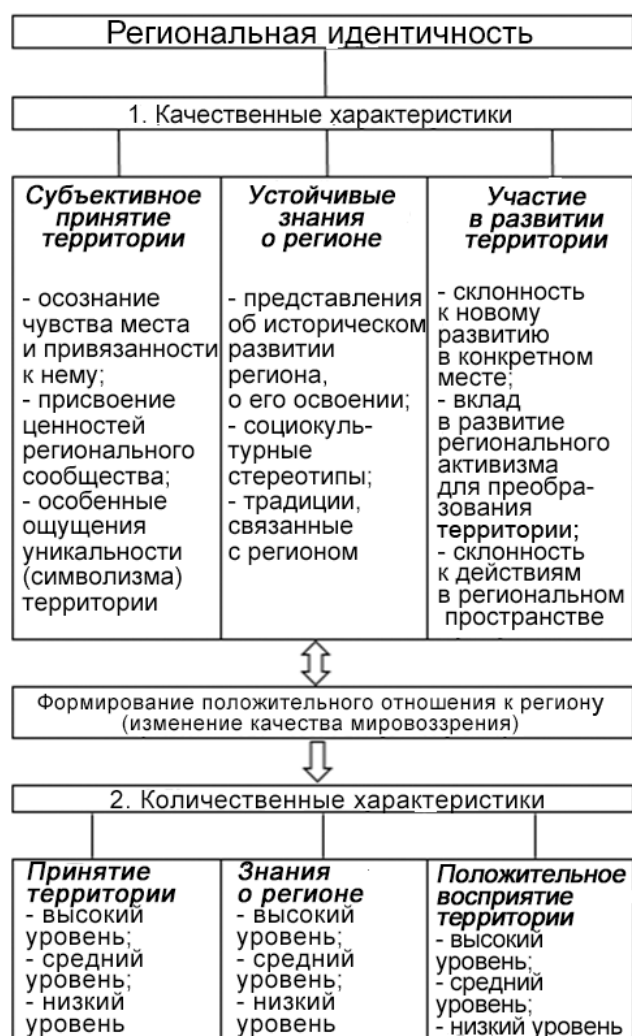 Региональная идентичность
1. Качественные характеристики
Субъективное
принятие
территории
- осознание
чувства места
и привязанности
к нему;
- присвоение
ценностей
регионального
сообщества;
- особенные
ощущения
уникальности
(символизма)
территории
Устойчивые
знания
о регионе
- представления
об историческом
развитии
региона,
о его освоении;
- социокуль-
турные
стереотипы;
- традиции,
связанные
с регионом
Участие
в развитии
территории
- склонность
к новому
развитию
в конкретном
месте;
- вклад
в развитие
регионального
активизма
для преобра-
зования
территории;
- склонность
к действиям
в региональном
пространстве
Формирование положительного отношения к региону
(изменение качества мировоззрения)
2. Количественные характеристики
Принятие
территории
- высокий
уровень;
- средний
уровень;
- низкий
уровень
Знания
о регионе
- высокий
уровень;
- средний
уровень;
- низкий
уровень
Положительное
восприятие
территории
- высокий
уровень;
- средний
уровень;
- низкий уровень